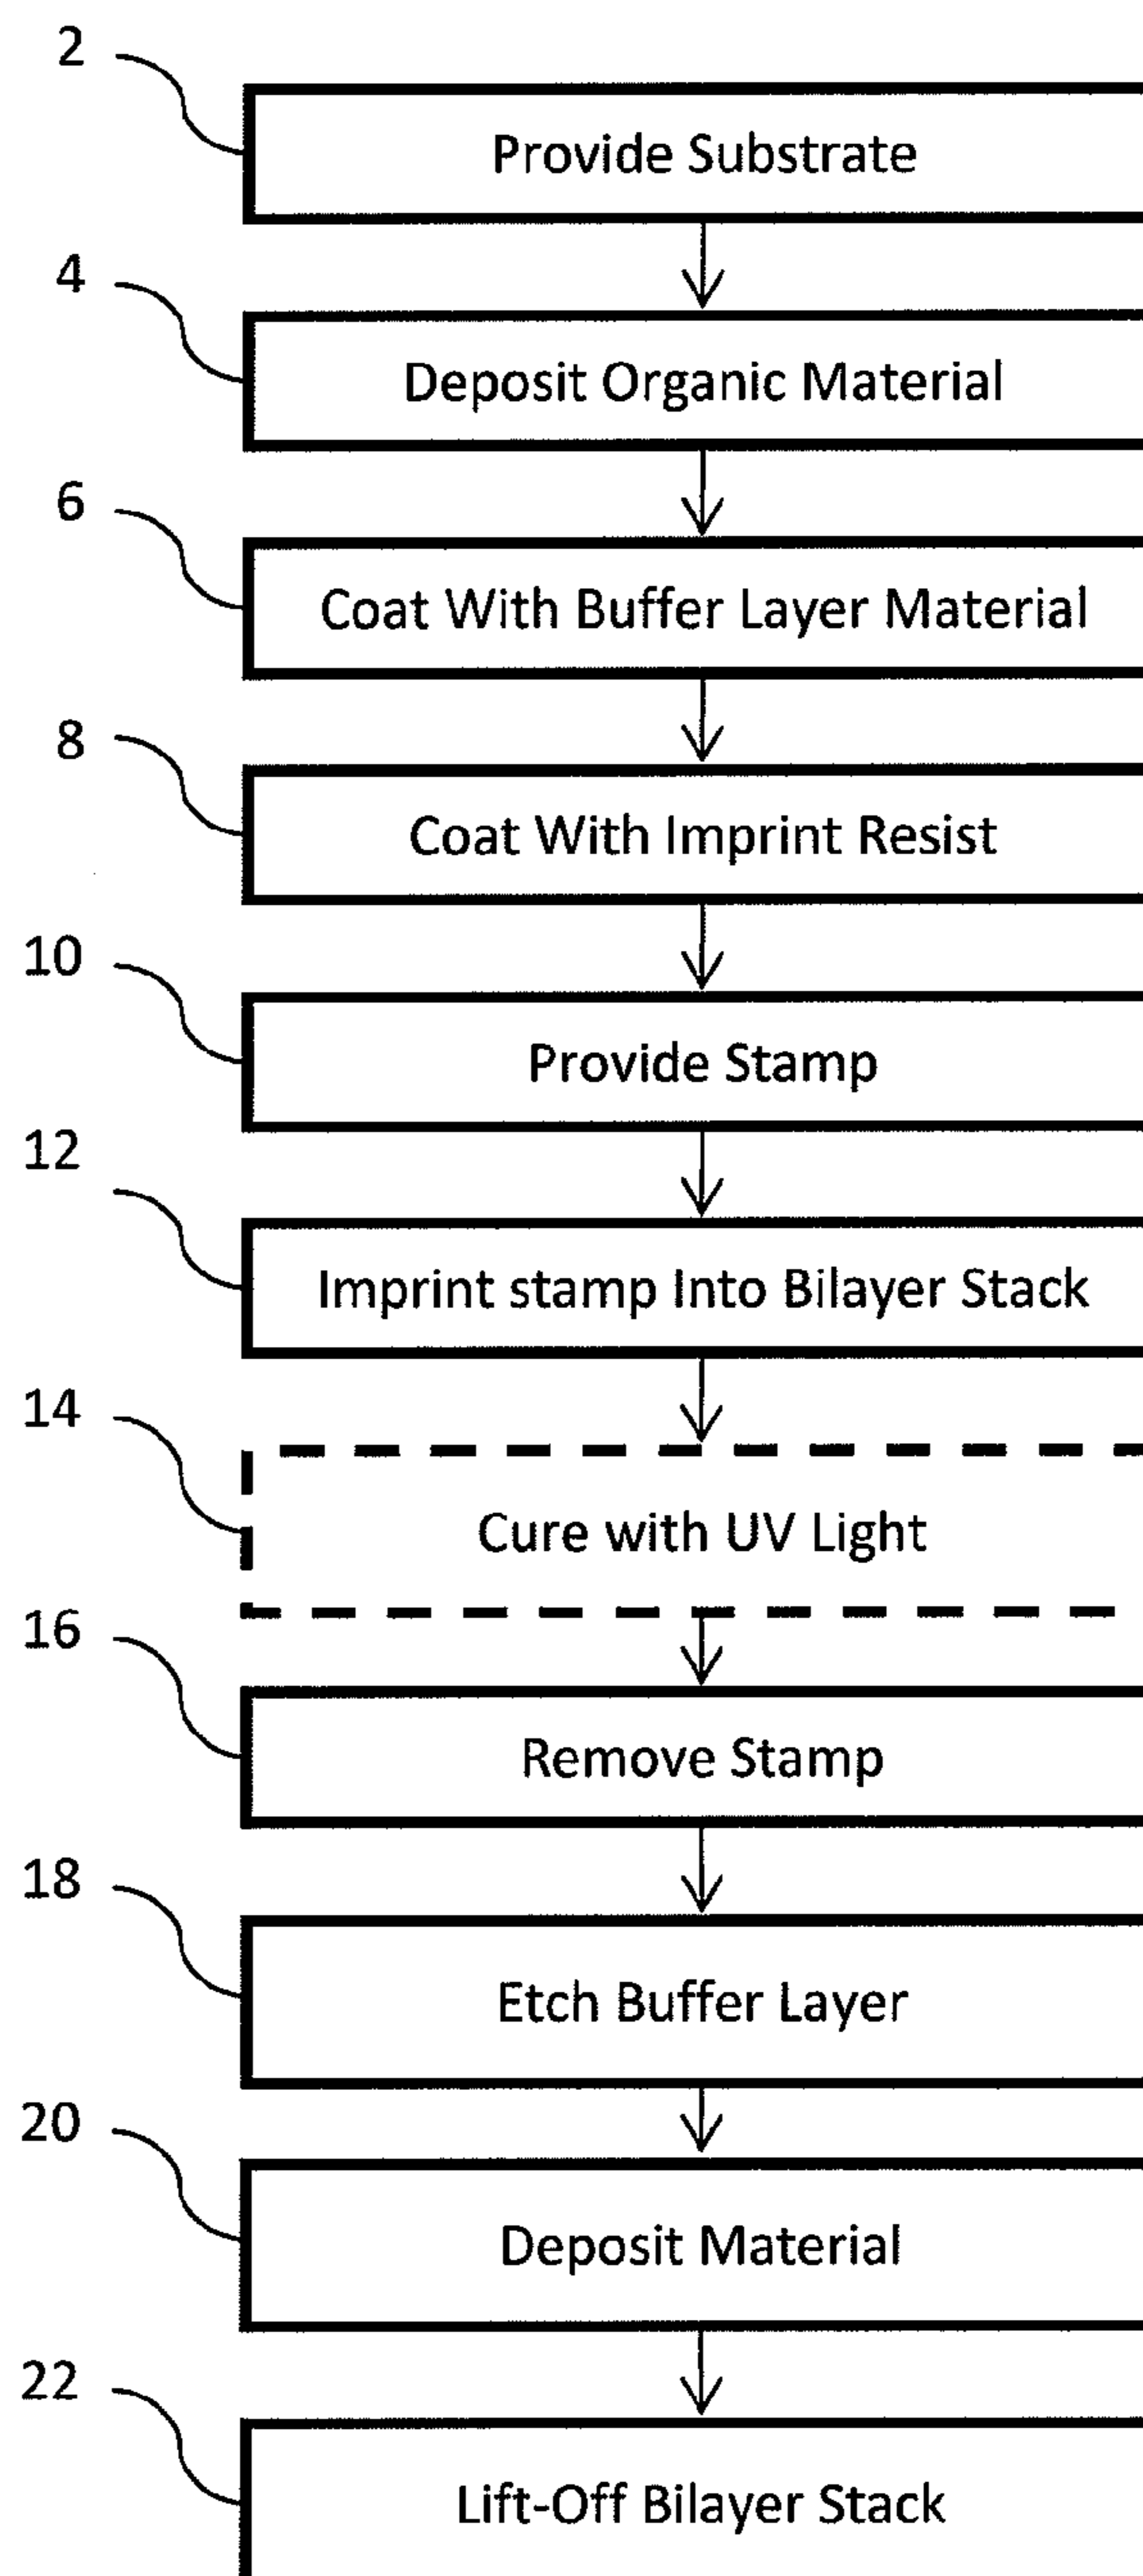 2
Provide Substrate
4
Deposit Organic Material
6
Coat With Buffer Layer Material
8
Coat With Imprint Resist
10
Provide Stamp
12
Imprint stamp Into Bilayer Stack
14
Cure with UV Light
16
Remove Stamp
18
Etch Buffer Layer
20
Deposit Material
22
Lift-Off Bilayer Stack